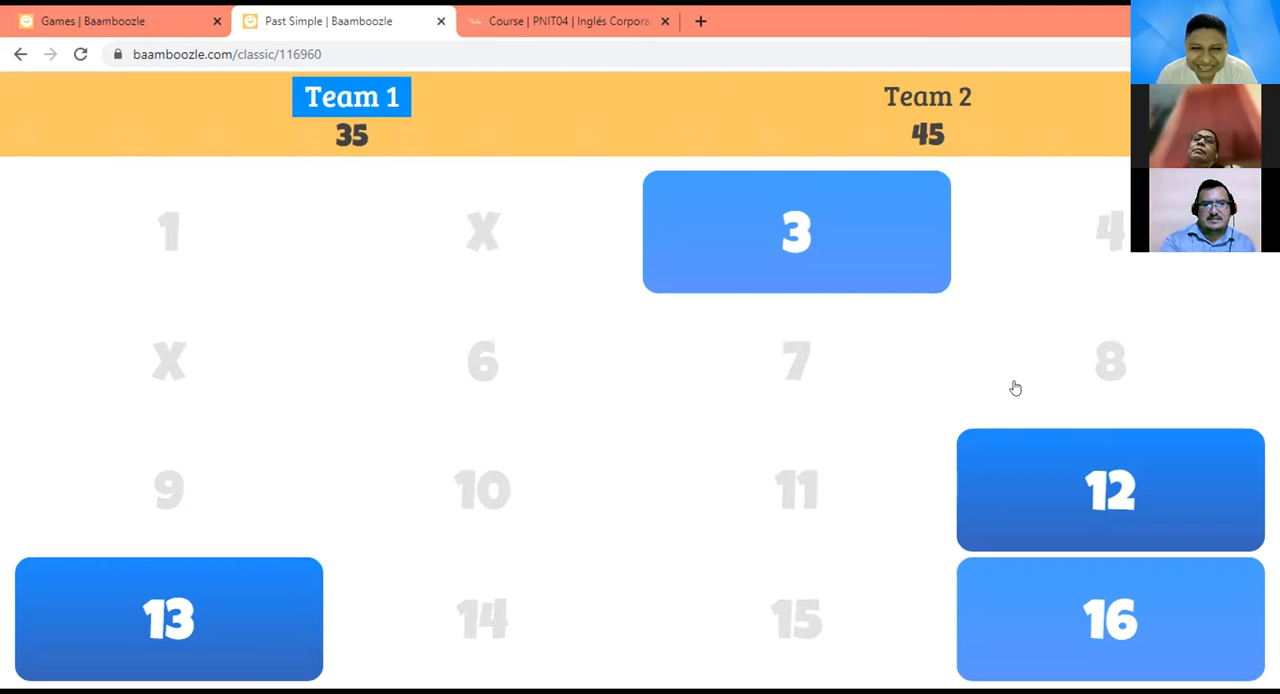 Games | Baamboozle
Past Simple | Baamboozle
Course | PNIT04 | Inglés Corpora
baamboozle.com/classic/116960
Team 1
Team 2
35
45
1
X
3
4
X
6
7
8
9
10
11
12
13
14
15
16